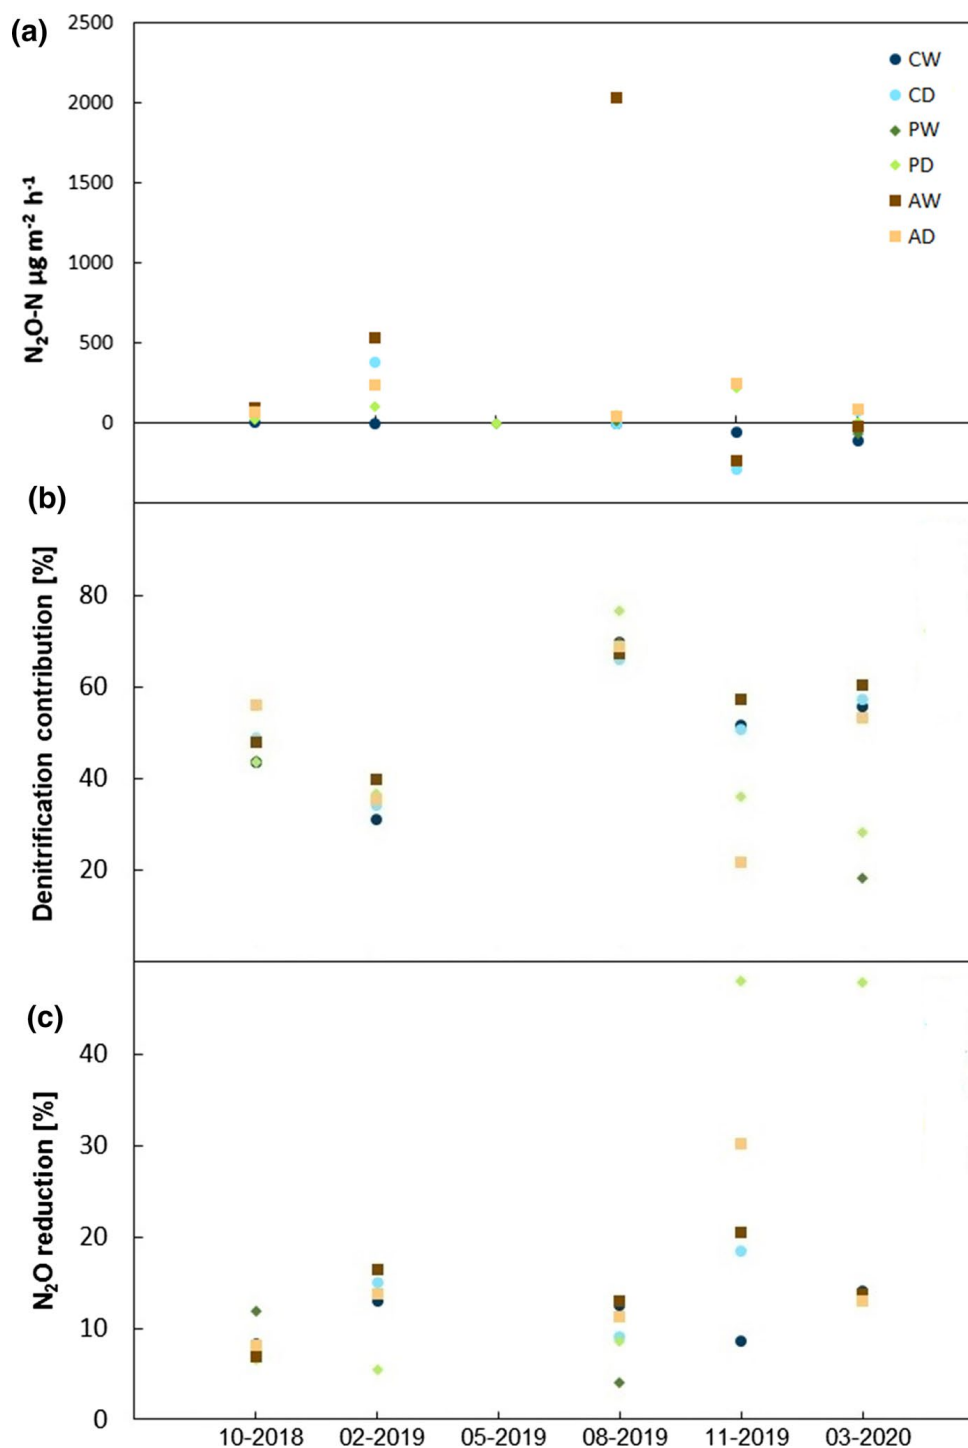 (a)
N₂O-N µg m⁻² h⁻¹
2500
2000
1500
1000
500
0
CW
CD
PW
PD
AW
AD
(b)
Denitrification contribution [%]
80
60
40
20
(c)
N₂O reduction [%]
40
30
20
10
0
10-2018 02-2019 05-2019 08-2019 11-2019 03-2020